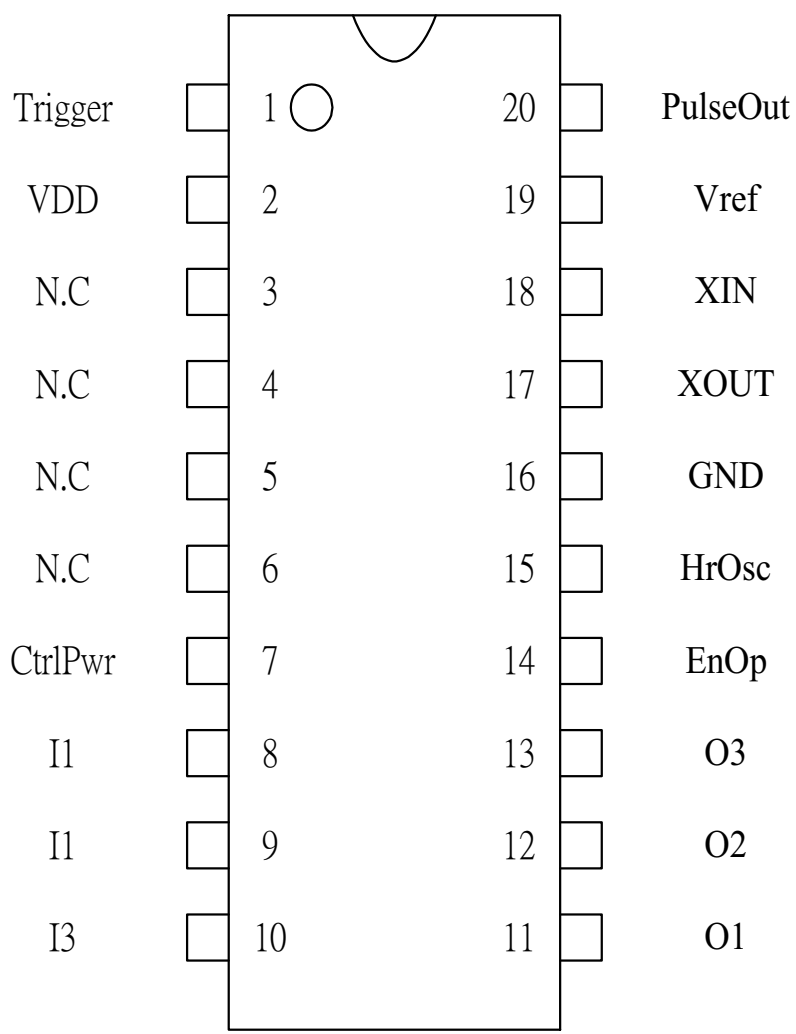 Trigger 1 20 PulseOut
VDD 2 19 Vref
N.C 3 18 XIN
N.C 4 17 XOUT
N.C 5 16 GND
N.C 6 15 HrOsc
CtrlPwr 7 14 EnOp
I1 8 13 O3
I1 9 12 O2
I3 10 11 O1